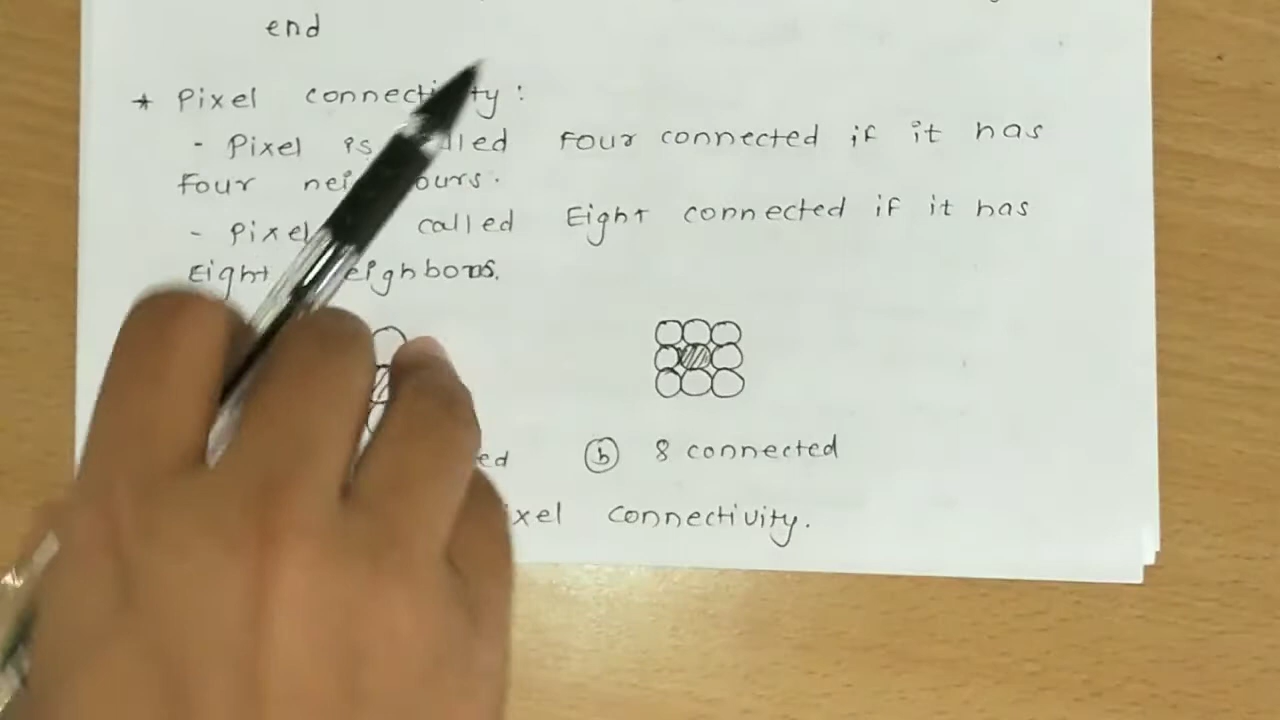 end
* Pixel connectivity:
- Pixel is called Four connected if it has
Four neighbours.
- Pixel called Eight connected if it has
Eight neighbors.
ⓑ 8 connected
Pixel connectivity.